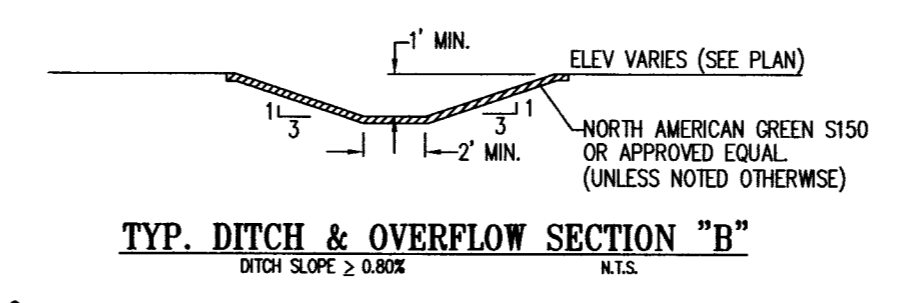 1' MIN.
ELEV VARIES (SEE PLAN)
1
3
3
1
NORTH AMERICAN GREEN S150
OR APPROVED EQUAL.
(UNLESS NOTED OTHERWISE)
2' MIN.
TYP. DITCH & OVERFLOW SECTION "B"
DITCH SLOPE ≥ 0.80%
N.T.S.